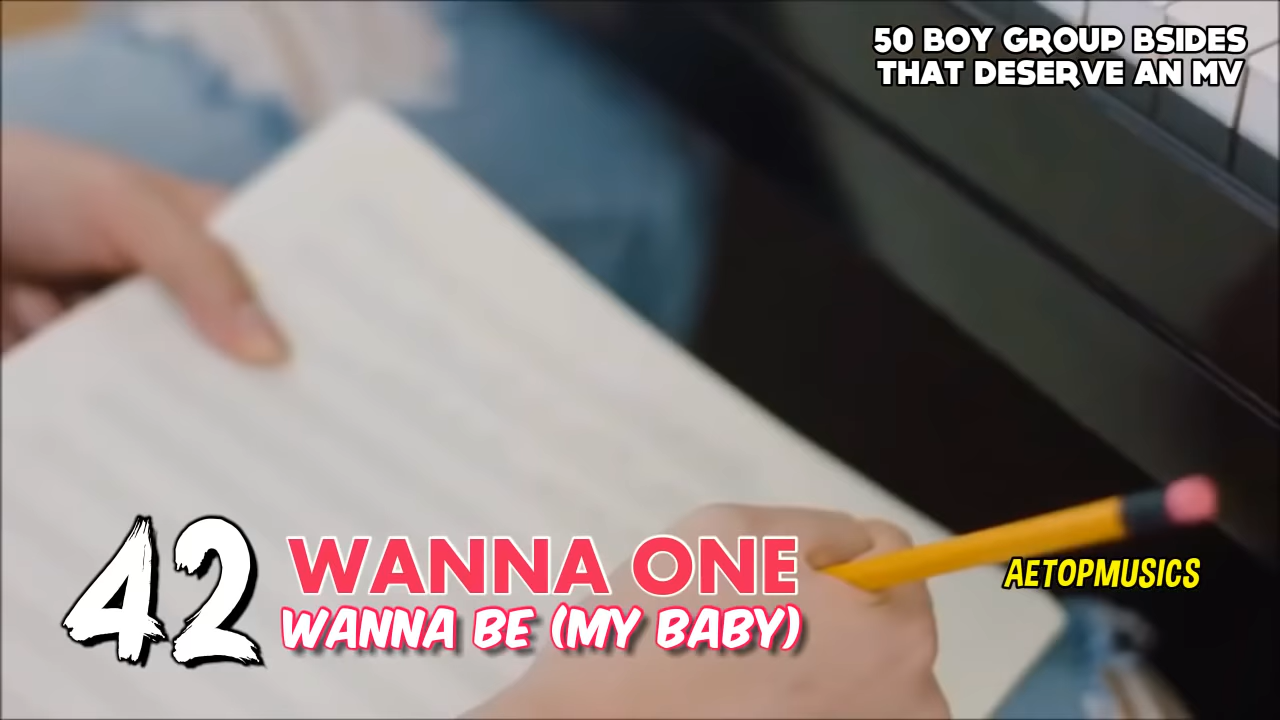 50 BOY GROUP BSIDES
THAT DESERVE AN MV
42
WANNA ONE
WANNA BE (MY BABY)
AETOPMUSICS